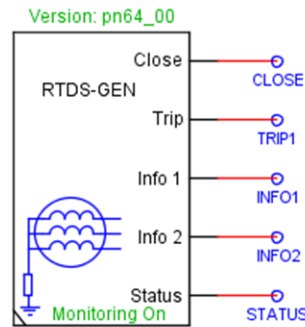 Version: pn64_00
Close
CLOSE
RTDS-GEN
Trip
TRIP1
Info 1
INFO1
Info 2
INFO2
Status
STATUS
Monitoring On